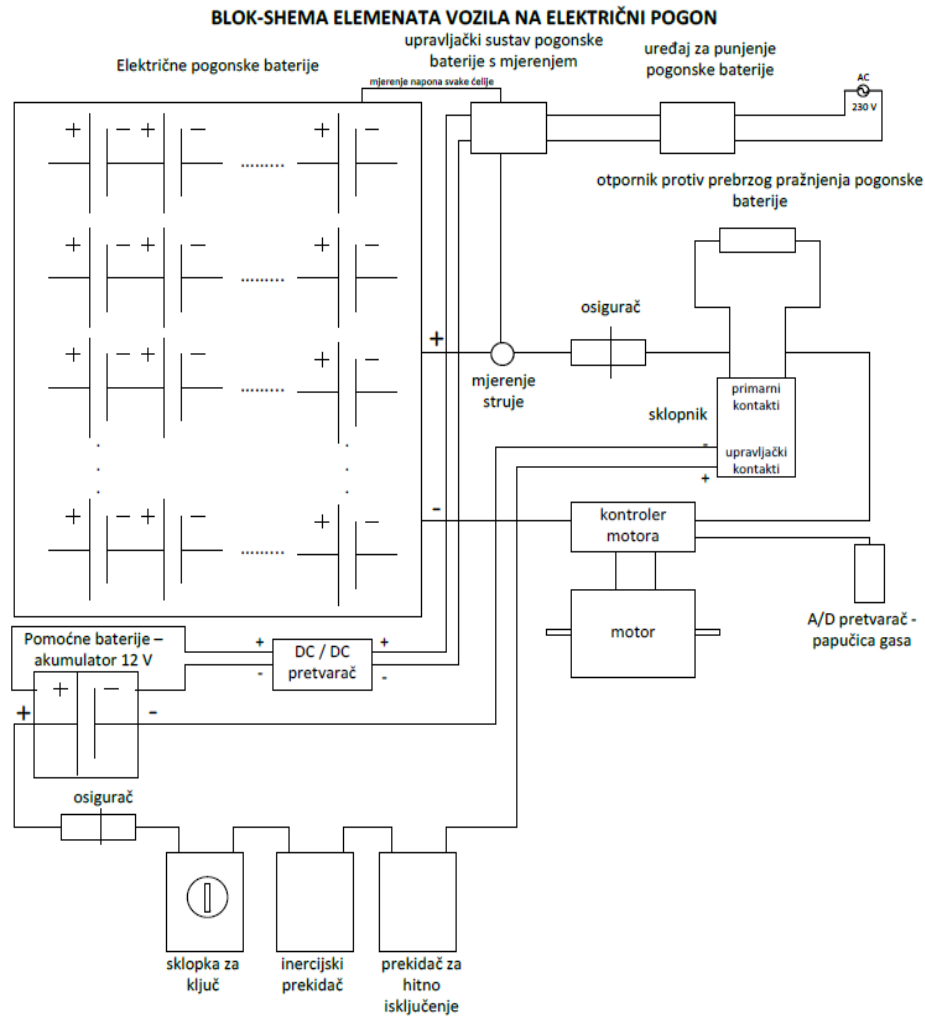 BLOK-SHEMA ELEMENATA VOZILA NA ELEKTRIČNI POGON
Električne pogonske baterije
upravljački sustav pogonske
baterije s mjerenjem
mjerenje napona svake ćelije
uređaj za punjenje
pogonske baterije
AC
230 V
+ − + − ......... + −
otpornik protiv prebrzog pražnjenja pogonske
baterije
+ − + − ......... + −
osigurač
+
mjerenje
struje
+ − + − ......... + −
primarni
kontakti
sklopnik
-
upravljački
kontakti
+
+ − + − ......... + −
-
kontroler
motora
A/D pretvarač -
papučica gasa
motor
Pomoćne baterije –
akumulator 12 V
+ +
DC / DC
pretvarač
- -
+ −
+ -
osigurač
sklopka za
ključ
inercijski
prekidač
prekidač za
hitno
isključenje